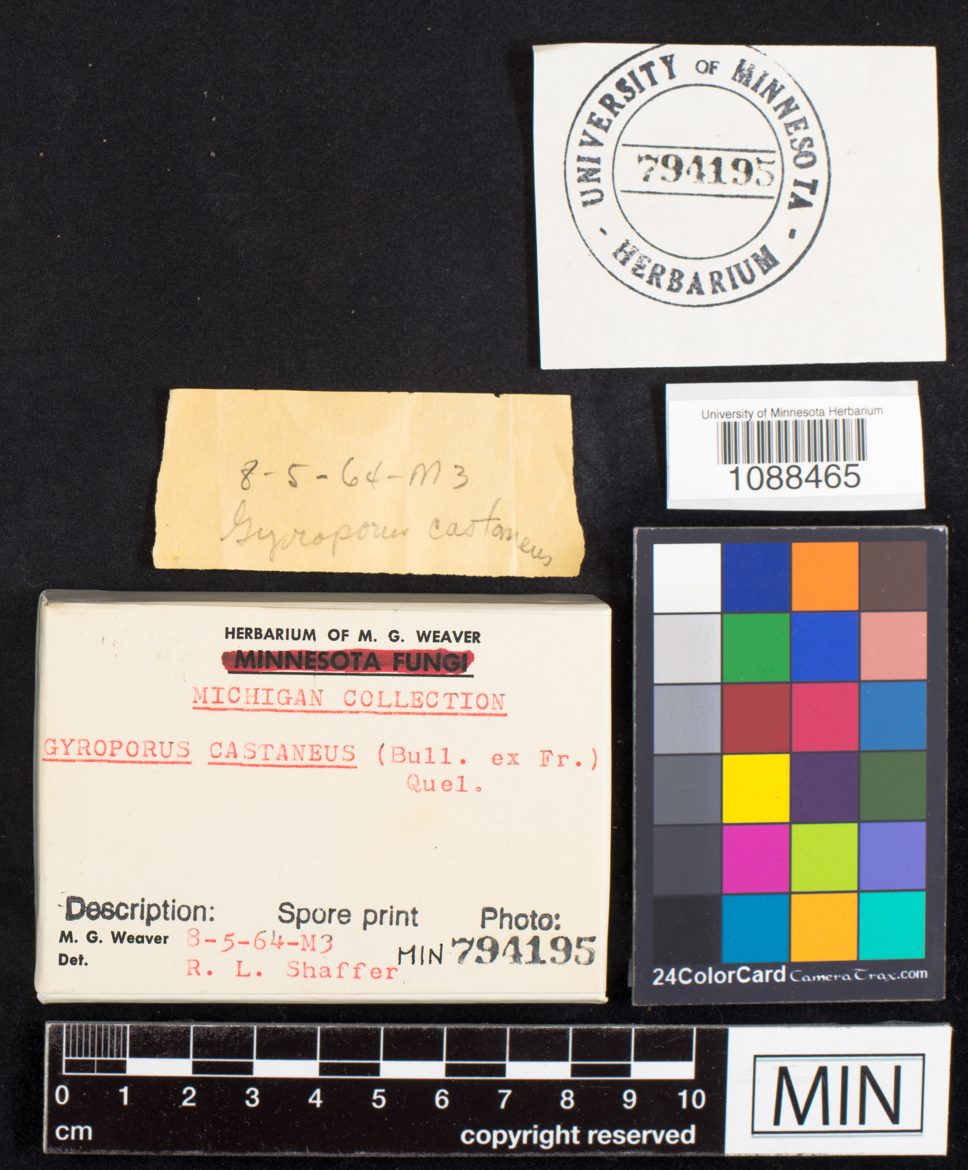 UNIVERSITY OF MINNESOTA
794195
- HERBARIUM -
University of Minnesota Herbarium
1088465
8-5-64-M3
Gyroporus castaneus
HERBARIUM OF M. G. WEAVER
MINNESOTA FUNGI
MICHIGAN COLLECTION
GYROPORUS CASTANEUS (Bull. ex Fr.)
Quel.
Description: Spore print Photo:
M. G. Weaver 8-5-64-M3
MIN 794195
Det. R. L. Shaffer
24ColorCard CameraTrax.com
0 1 2 3 4 5 6 7 8 9 10
cm copyright reserved
MIN